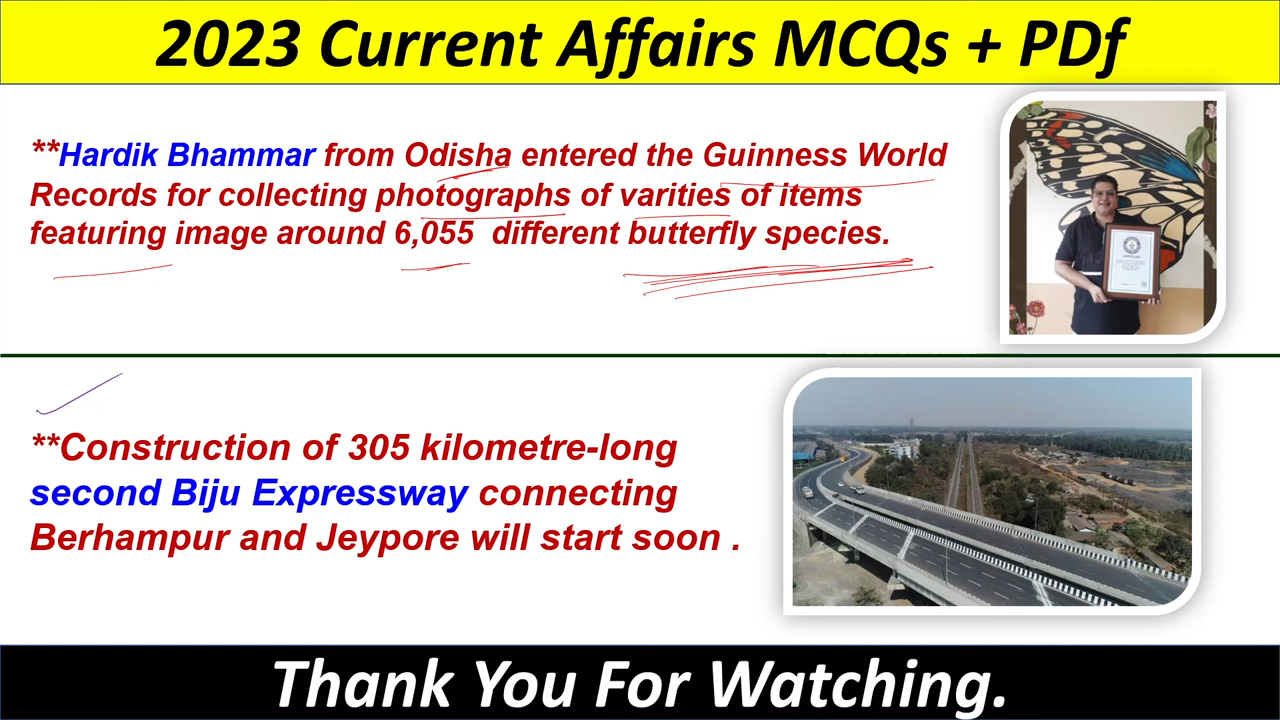 2023 Current Affairs MCQs + PDf
**Hardik Bhammar from Odisha entered the Guinness World
Records for collecting photographs of varities of items
featuring image around 6,055 different butterfly species.
**Construction of 305 kilometre-long
second Biju Expressway connecting
Berhampur and Jeypore will start soon .
Thank You For Watching.